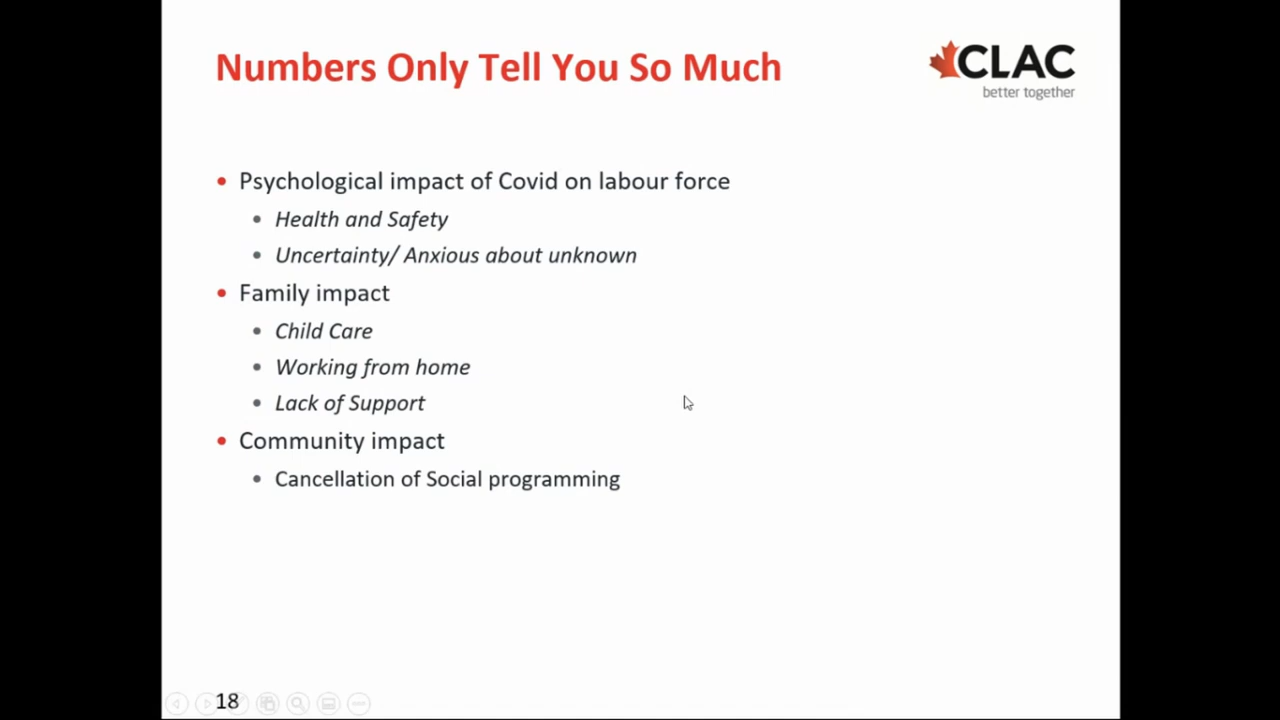 Numbers Only Tell You So Much
CLAC
better together
Psychological impact of Covid on labour force
Health and Safety
Uncertainty/ Anxious about unknown
Family impact
Child Care
Working from home
Lack of Support
Community impact
Cancellation of Social programming
18